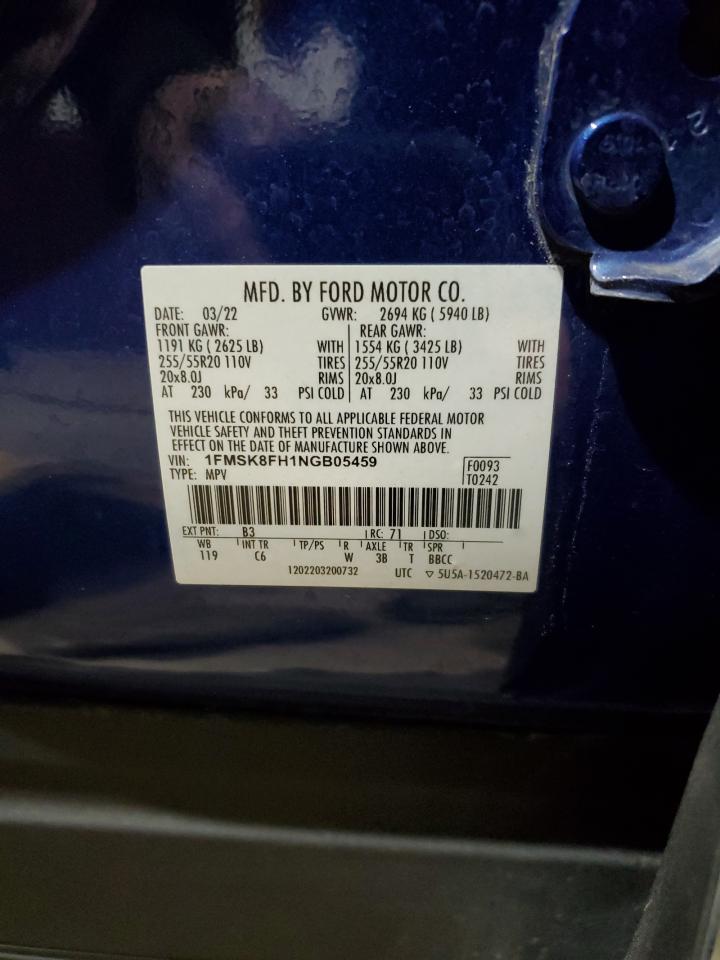 MFD. BY FORD MOTOR CO.
DATE: 03/22 GVWR: 2694 KG ( 5940 LB)
FRONT GAWR: REAR GAWR:
1191 KG ( 2625 LB) WITH 1554 KG ( 3425 LB) WITH
255/55R20 110V TIRES 255/55R20 110V TIRES
20x8.0J RIMS 20x8.0J RIMS
AT 230 kPa/ 33 PSI COLD AT 230 kPa/ 33 PSI COLD
THIS VEHICLE CONFORMS TO ALL APPLICABLE FEDERAL MOTOR
VEHICLE SAFETY AND THEFT PREVENTION STANDARDS IN
EFFECT ON THE DATE OF MANUFACTURE SHOWN ABOVE.
VIN: 1FMSK8FH1NGB05459 F0093
TYPE: MPV T0242
EXT PNT: B3 RC: 71 DSO:
WB INT TR TP/PS R AXLE TR SPR
119 C6 W 3B T BBCC
1202203200732 UTC ▽ 5U5A-1520472-BA